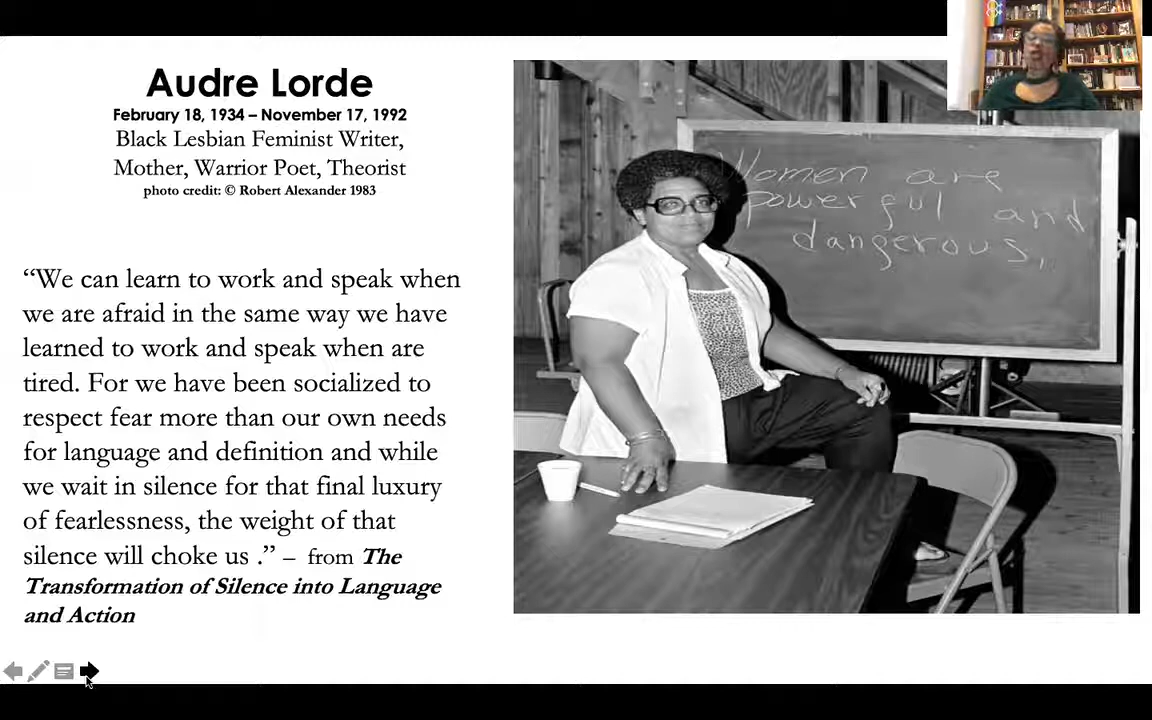 Audre Lorde
February 18, 1934 – November 17, 1992
Black Lesbian Feminist Writer,
Mother, Warrior Poet, Theorist
photo credit: © Robert Alexander 1983
“We can learn to work and speak when
we are afraid in the same way we have
learned to work and speak when are
tired. For we have been socialized to
respect fear more than our own needs
for language and definition and while
we wait in silence for that final luxury
of fearlessness, the weight of that
silence will choke us .” – from The
Transformation of Silence into Language
and Action
Women are
powerful and
dangerous